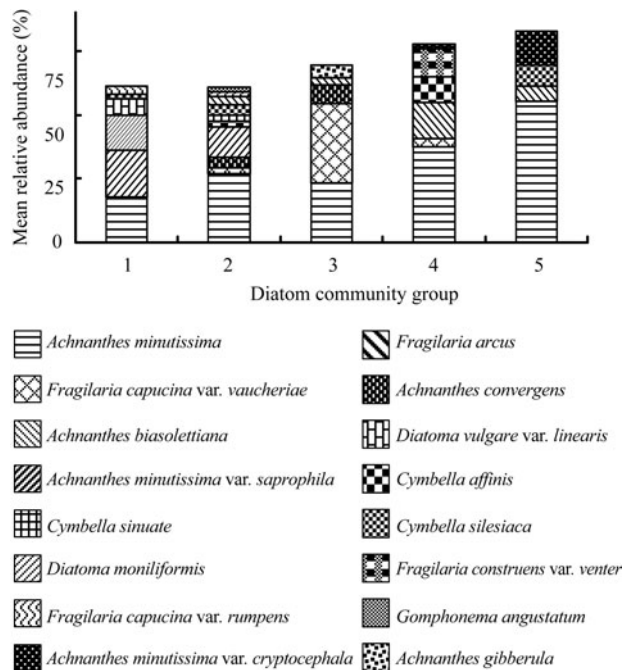 Mean relative abundance (%)
75
50
25
0
1 2 3 4 5
Diatom community group
Achnanthes minutissima
Fragilaria arcus
Fragilaria capucina var. vaucheriae
Achnanthes convergens
Achnanthes biasolettiana
Diatoma vulgare var. linearis
Achnanthes minutissima var. saprophila
Cymbella affinis
Cymbella sinuate
Cymbella silesiaca
Diatoma moniliformis
Fragilaria construens var. venter
Fragilaria capucina var. rumpens
Gomphonema angustatum
Achnanthes minutissima var. cryptocephala
Achnanthes gibberula